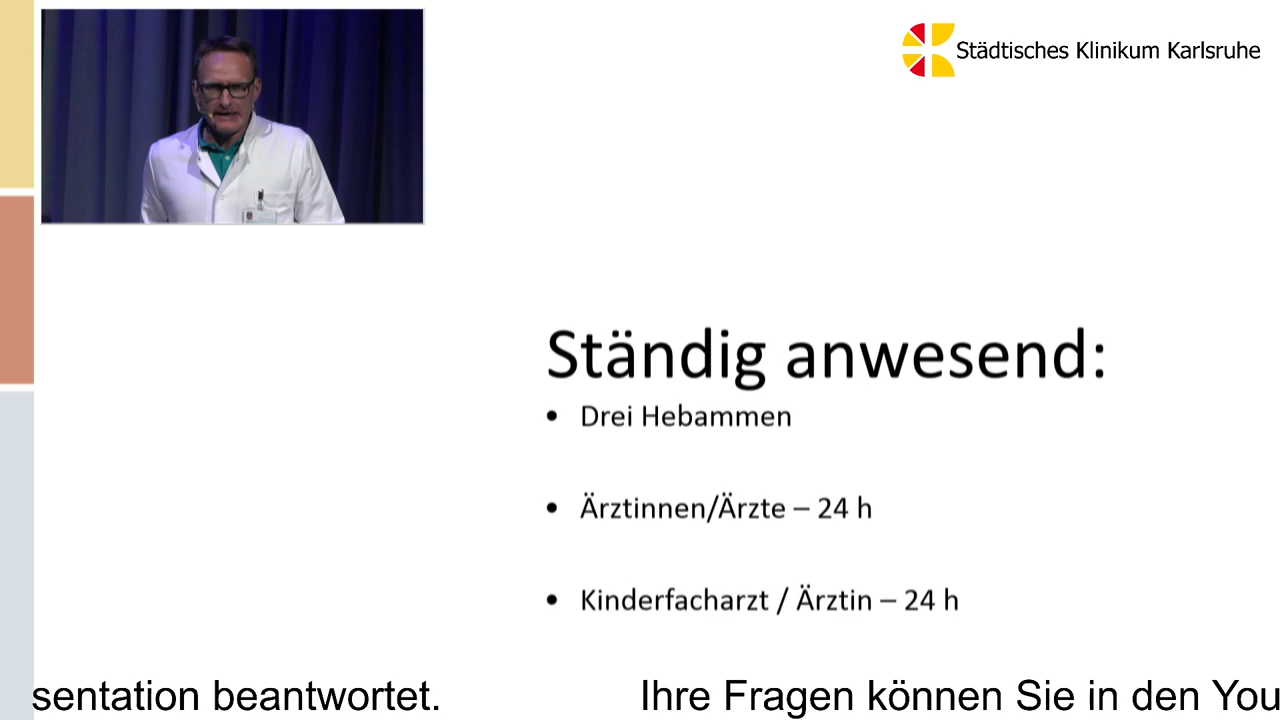 Städtisches Klinikum Karlsruhe
Ständig anwesend:
• Drei Hebammen
• Ärztinnen/Ärzte – 24 h
• Kinderfacharzt / Ärztin – 24 h
sentation beantwortet. Ihre Fragen können Sie in den You